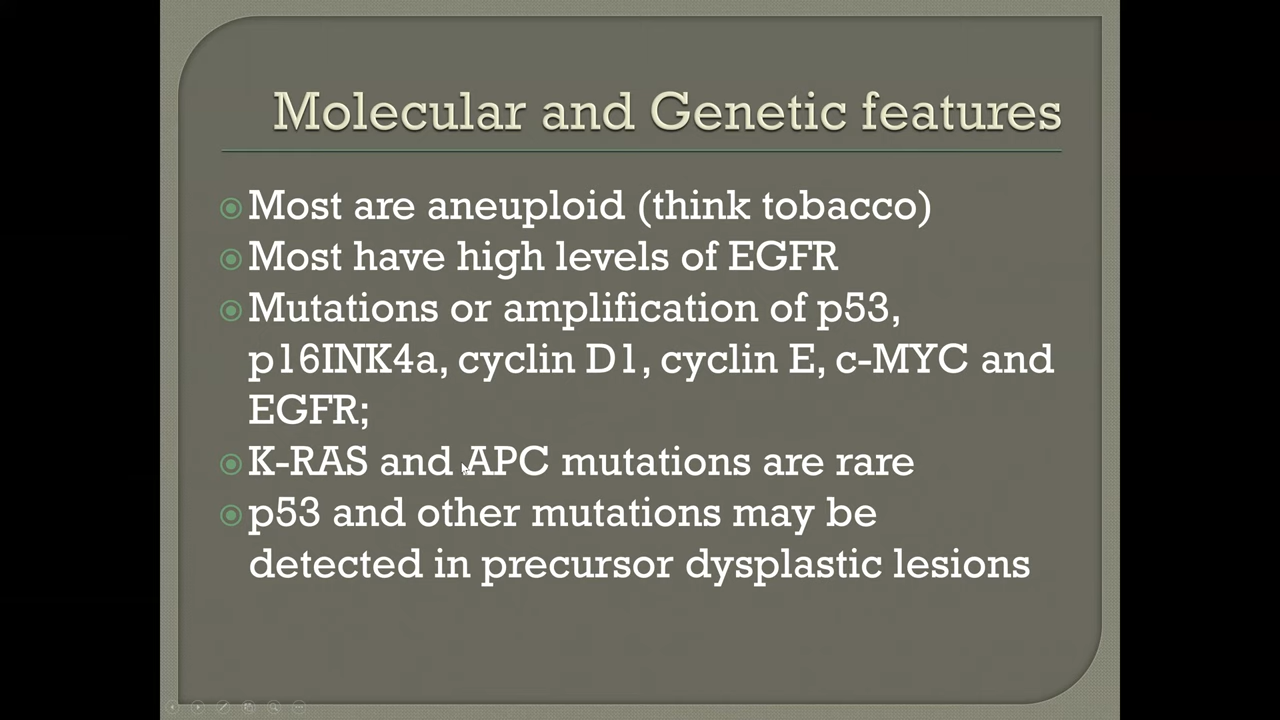 Molecular and Genetic features
Most are aneuploid (think tobacco)
Most have high levels of EGFR
Mutations or amplification of p53,
p16INK4a, cyclin D1, cyclin E, c-MYC and
EGFR;
K-RAS and APC mutations are rare
p53 and other mutations may be
detected in precursor dysplastic lesions